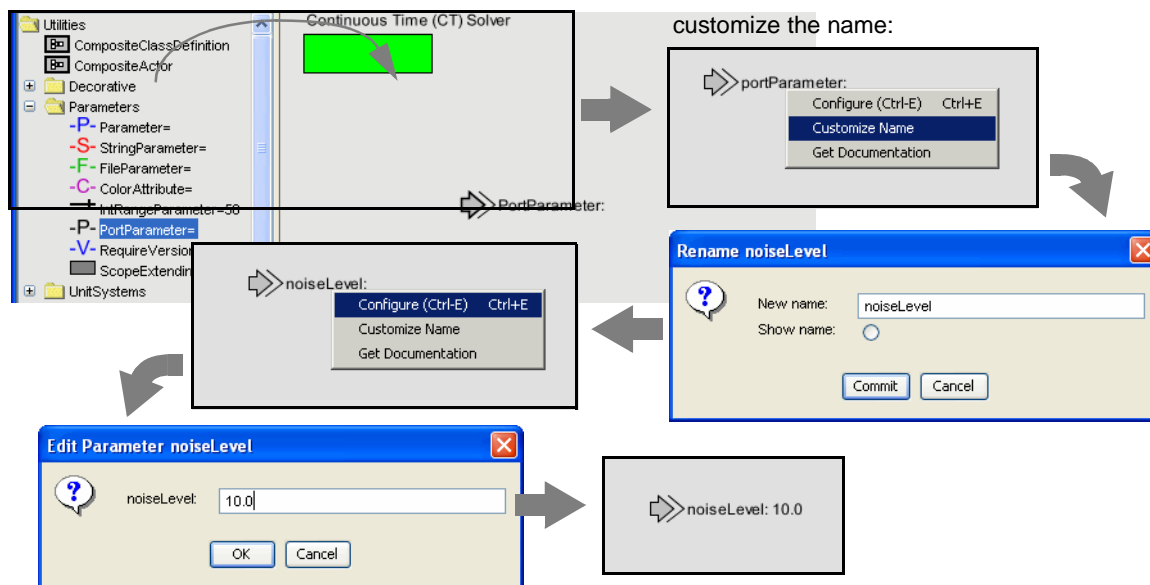 Utilities
CompositeClassDefinition
CompositeActor
Decorative
Parameters
-P- Parameter=
-S- StringParameter=
-F- FileParameter=
-C- ColorAttribute=
IntRangeParameter=50
-P- PortParameter=
-V- RequireVersion
ScopeExtendin
UnitSystems
Continuous Time (CT) Solver
PortParameter:
customize the name:
portParameter:
Configure (Ctrl-E) Ctrl+E
Customize Name
Get Documentation
Rename noiseLevel
New name: noiseLevel
Show name:
Commit Cancel
noiseLevel:
Configure (Ctrl-E) Ctrl+E
Customize Name
Get Documentation
Edit Parameter noiseLevel
noiseLevel: 10.0
OK Cancel
noiseLevel: 10.0